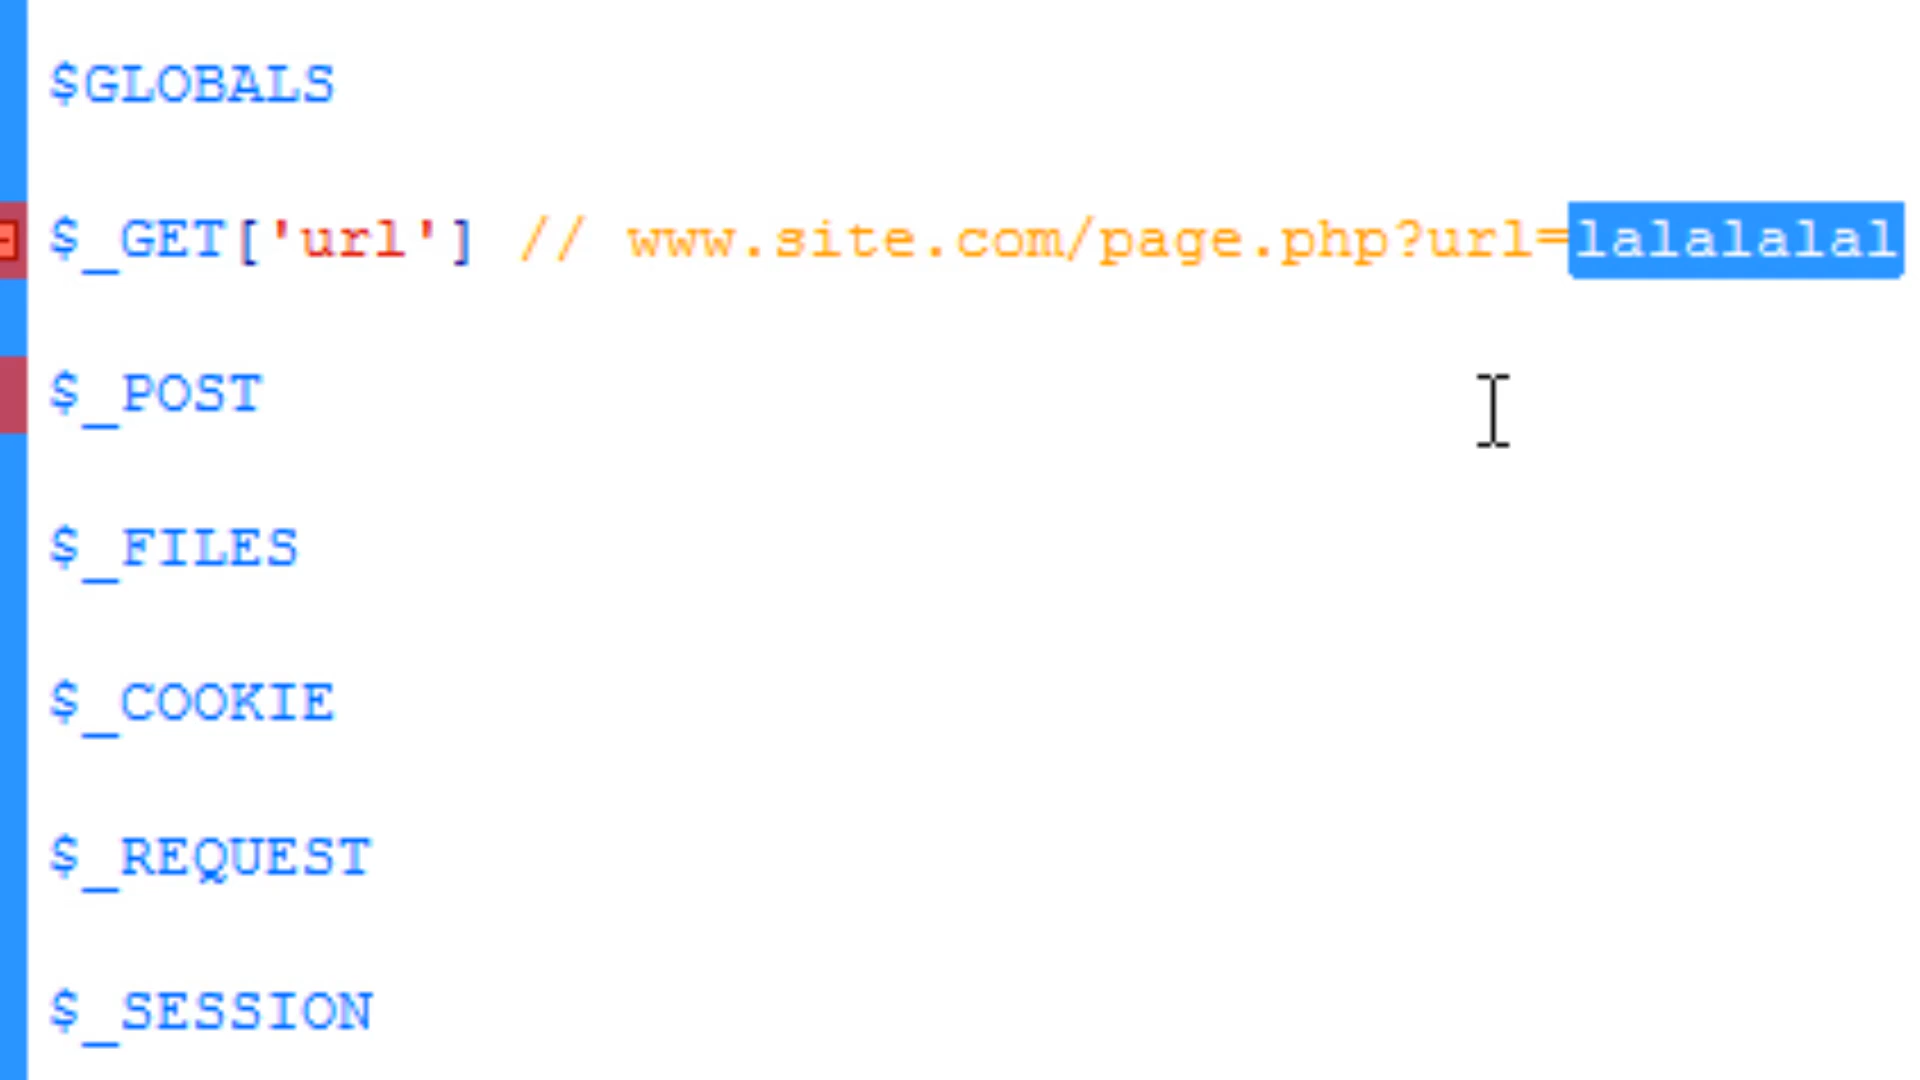 $GLOBALS
$_GET['url'] // www.site.com/page.php?url=lalalalal
$_POST
$_FILES
$_COOKIE
$_REQUEST
$_SESSION